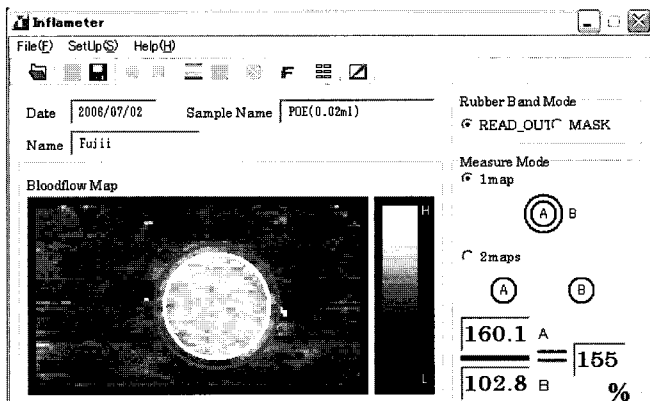 Inflameter
File(F) SetUp(S) Help(H)
F
Date 2006/07/02 Sample Name POE(0.02ml)
Name Fujii
Rubber Band Mode
READ_OUT MASK
Measure Mode
1map
A B
2maps
A B
Bloodflow Map
H
L
160.1 A
= 155 %
102.8 B